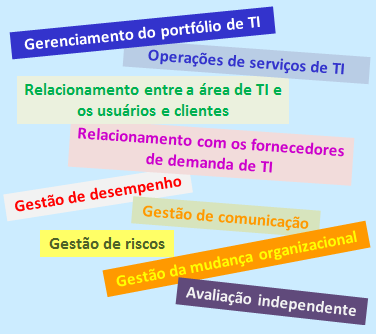 Gerenciamento do portfólio de TI
Operações de serviços de TI
Relacionamento entre a área de TI e
os usuários e clientes
Relacionamento com os fornecedores
de demanda de TI
Gestão de desempenho
Gestão de comunicação
Gestão de riscos
Gestão da mudança organizacional
Avaliação independente